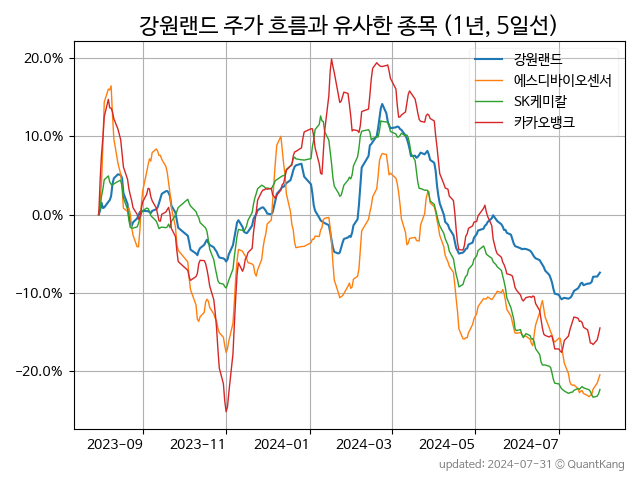 강원랜드 주가 흐름과 유사한 종목 (1년, 5일선)
강원랜드
에스디바이오센서
SK케미칼
카카오뱅크
20.0%
10.0%
0.0%
−10.0%
−20.0%
2023-09 2023-11 2024-01 2024-03 2024-05 2024-07
updated: 2024-07-31 © QuantKang